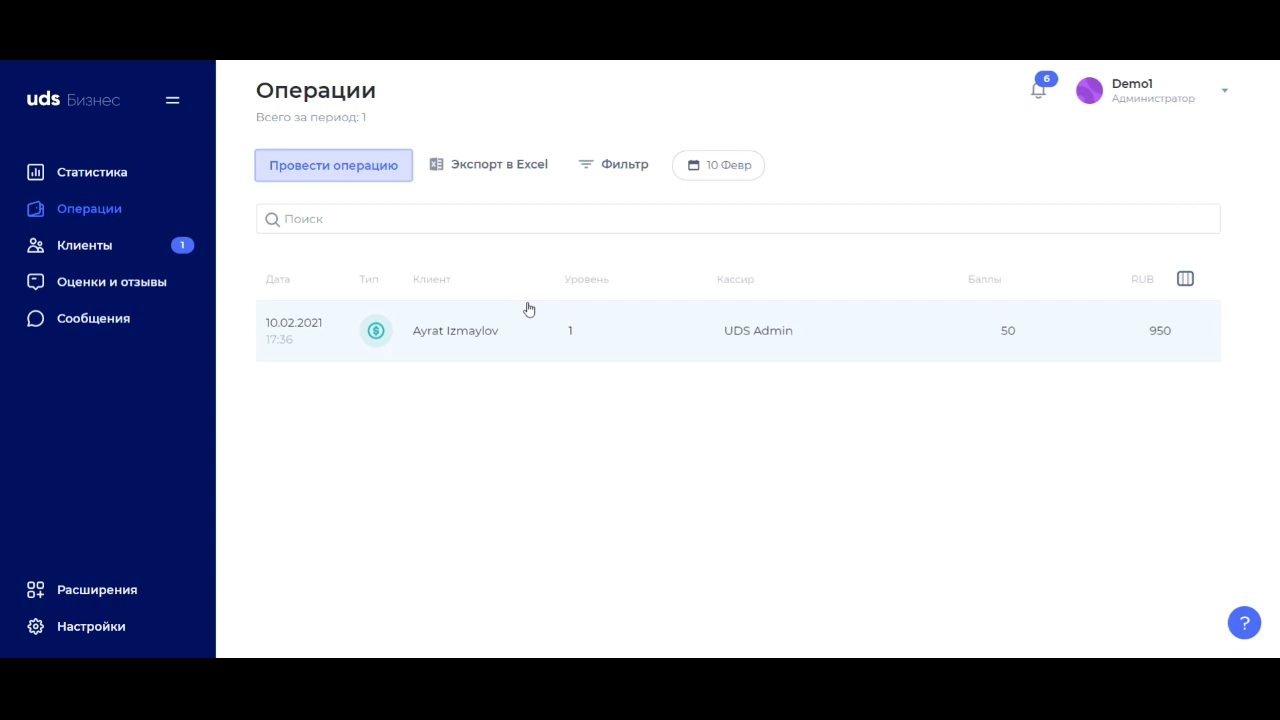 uds Бизнес
Статистика
Операции
Клиенты 1
Оценки и отзывы
Сообщения
Расширения
Настройки
Операции
Всего за период: 1
6
Demo1
Администратор
Провести операцию Экспорт в Excel Фильтр 10 Февр
Поиск
Дата Тип Клиент Уровень Кассир Баллы RUB
10.02.2021
17:36
Ayrat Izmaylov 1 UDS Admin 50 950
?